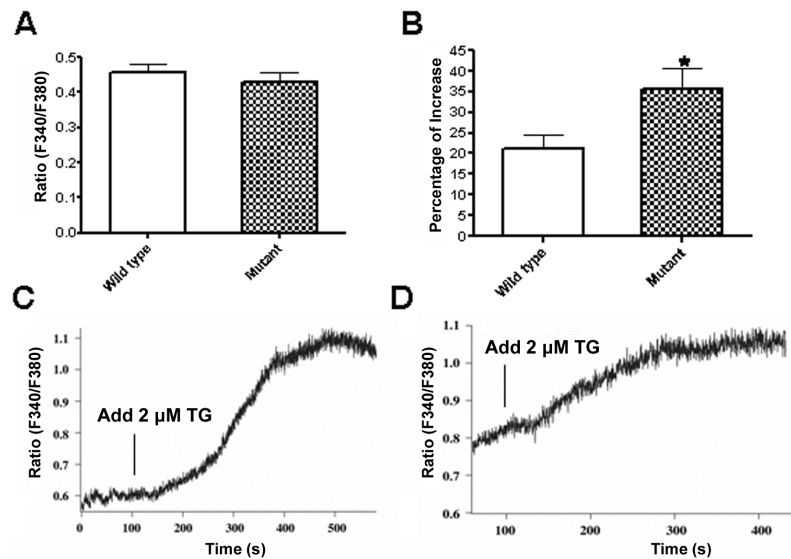 A
Ratio (F340/F380)
0.5
0.4
0.4
0.2
0.1
0.0
Wild type
Mutant
B
Percentage of Increase
45
40
35
30
25
20
15
10
5
0
*
Wild type
Mutant
C
Ratio (F340/F380)
1.1
1.0
0.9
0.8
0.7
0.6
Add 2 µM TG
0
100
200
300
400
500
Time (s)
D
Ratio (F340/F380)
1.1
1.0
0.9
0.8
0.7
0.6
Add 2 µM TG
100
200
300
400
Time (s)